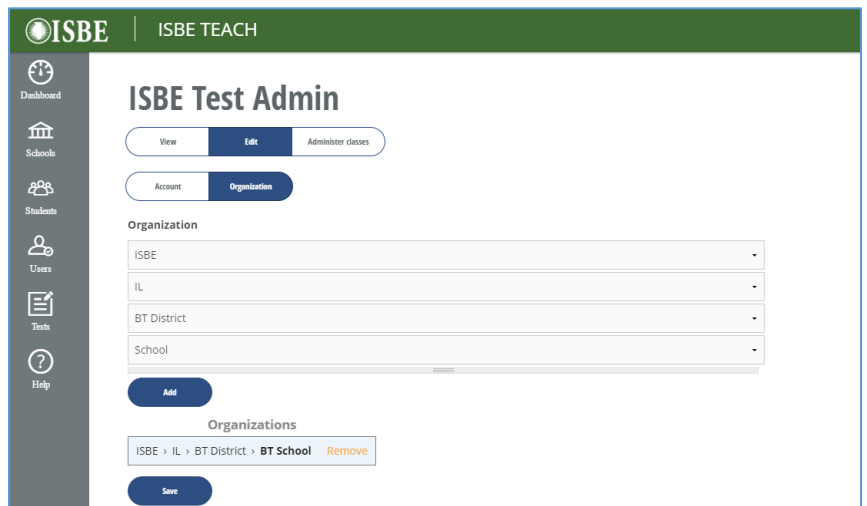 ISBE ISBE TEACH
Dashboard
Schools
Students
Users
Tests
Help
ISBE Test Admin
View Edit Administer classes
Account Organization
Organization
ISBE
IL
BT District
School
Add
Organizations
ISBE › IL › BT District › BT School Remove
Save